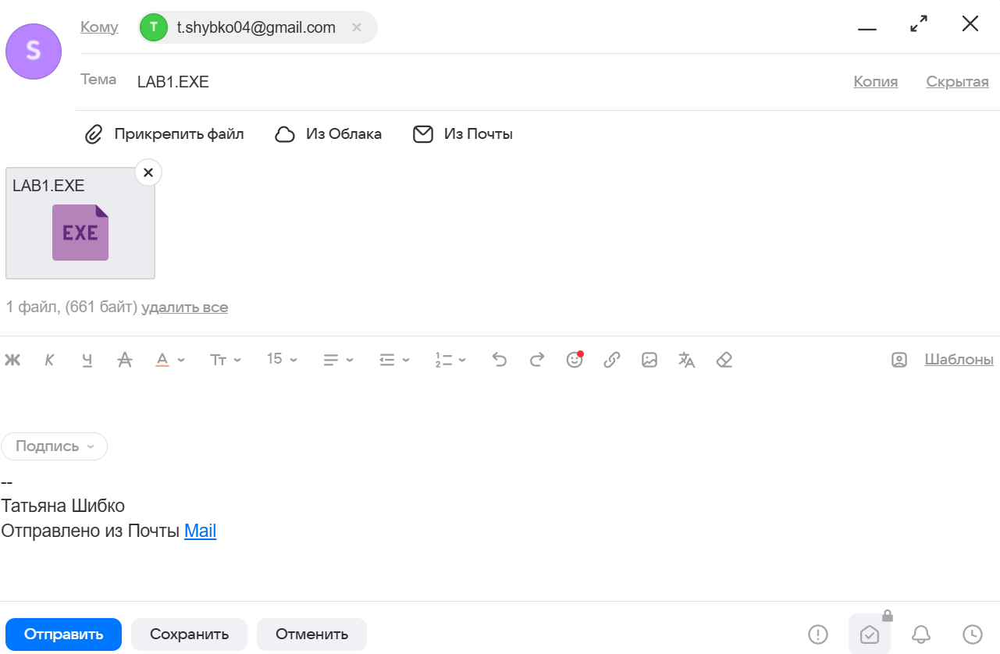 S
Кому T t.shybko04@gmail.com
Тема LAB1.EXE Копия Скрытая
Прикрепить файл Из Облака Из Почты
LAB1.EXE
EXE
1 файл, (661 байт) удалить все
Ж К Ч А А Тт 15 Шаблоны
Подпись
--
Татьяна Шибко
Отправлено из Почты Mail
Отправить Сохранить Отменить